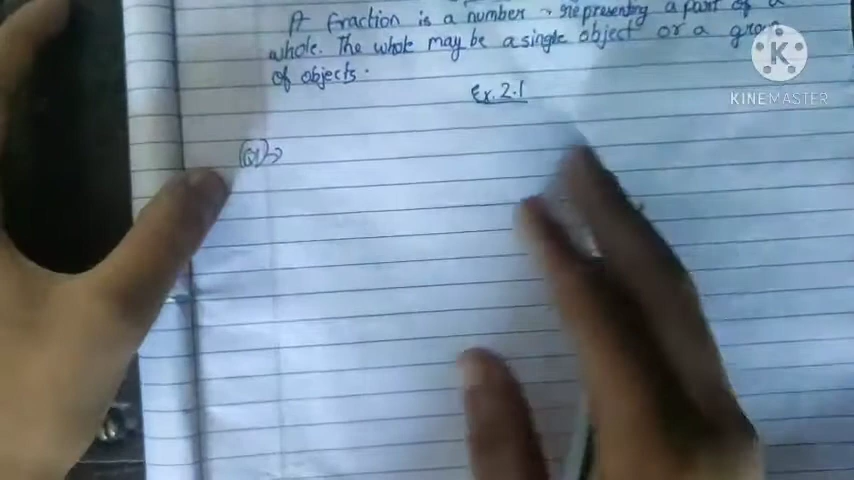 A fraction is a number representing a part of a
whole. The whole may be a single object or a group
of objects.
Ex. 2.1
Q1→
K
KINEMASTER